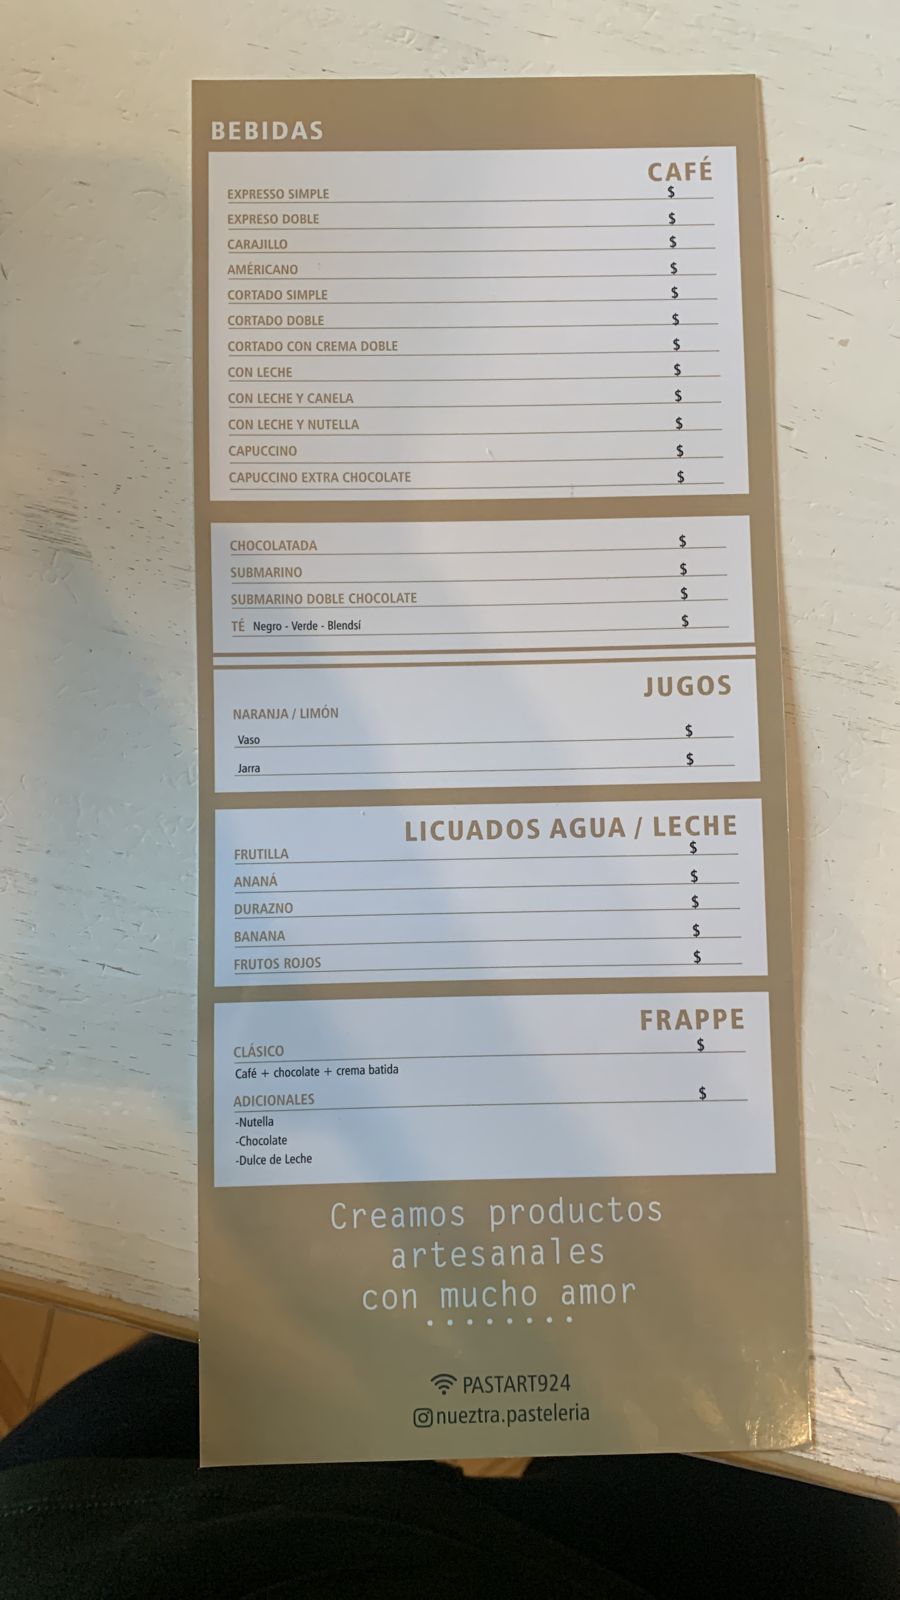 BEBIDAS
CAFÉ
EXPRESSO SIMPLE $
EXPRESO DOBLE $
CARAJILLO $
AMÉRICANO $
CORTADO SIMPLE $
CORTADO DOBLE $
CORTADO CON CREMA DOBLE $
CON LECHE $
CON LECHE Y CANELA $
CON LECHE Y NUTELLA $
CAPUCCINO $
CAPUCCINO EXTRA CHOCOLATE $
CHOCOLATADA $
SUBMARINO $
SUBMARINO DOBLE CHOCOLATE $
TÉ Negro - Verde - Blendsí $
JUGOS
NARANJA / LIMÓN
Vaso $
Jarra $
LICUADOS AGUA / LECHE
FRUTILLA $
ANANÁ $
DURAZNO $
BANANA $
FRUTOS ROJOS $
FRAPPE
CLÁSICO $
Café + chocolate + crema batida
ADICIONALES $
-Nutella
-Chocolate
-Dulce de Leche
Creamos productos
artesanales
con mucho amor
PASTART924
nueztra.pasteleria